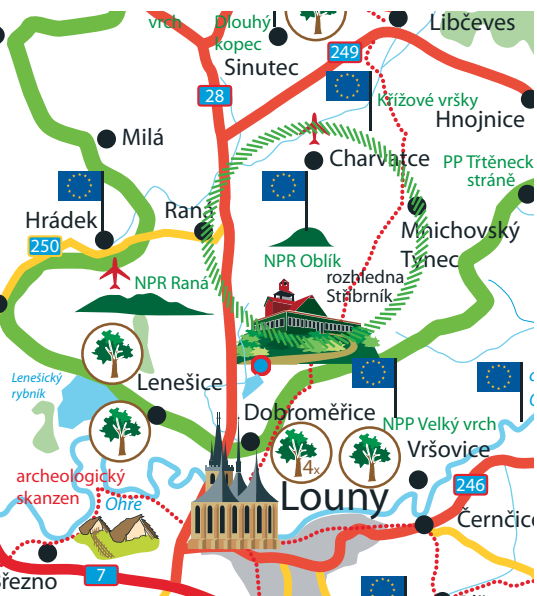 vrch
Dlouhý
kopec
Libčeves
Sinutec
249
28
Křížové vršky
Hnojnice
Milá
Charvatce
PP Třtěneck
stráně
Hrádek
Raná
Mnichovský
Týnec
250
NPR Oblík
NPR Raná
rozhledna
Stříbrník
Lenešický
rybník
Lenešice
Dobroměřice
NPP Velký vrch
Vršovice
4x
archeologický
skanzen
Ohře
Louny
246
Černčice
Březno
7